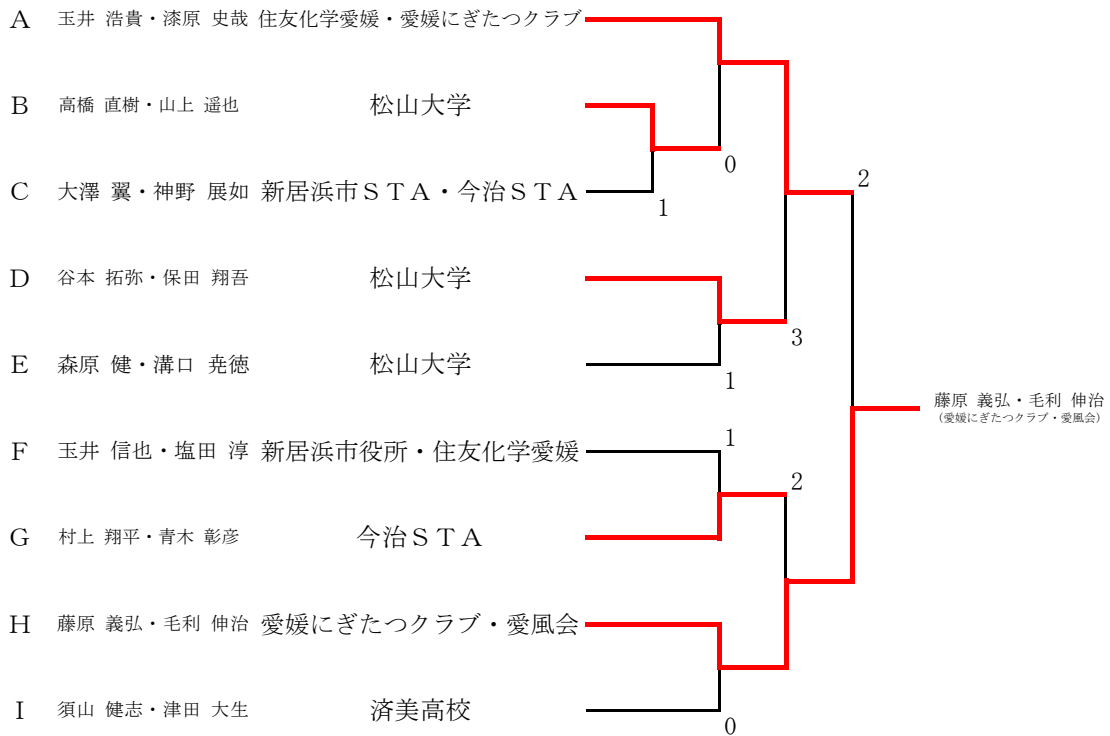 A 玉井 浩貴・漆原 史哉 住友化学愛媛・愛媛にぎたつクラブ
B 高橋 直樹・山上 遥也 松山大学
0
C 大澤 翼・神野 展如 新居浜市ＳＴＡ・今治ＳＴＡ
2
1
D 谷本 拓弥・保田 翔吾 松山大学
3
E 森原 健・溝口 尭徳 松山大学
1
藤原 義弘・毛利 伸治
(愛媛にぎたつクラブ・愛風会)
1
F 玉井 信也・塩田 淳 新居浜市役所・住友化学愛媛
2
G 村上 翔平・青木 彰彦 今治ＳＴＡ
H 藤原 義弘・毛利 伸治 愛媛にぎたつクラブ・愛風会
I 須山 健志・津田 大生 済美高校
0